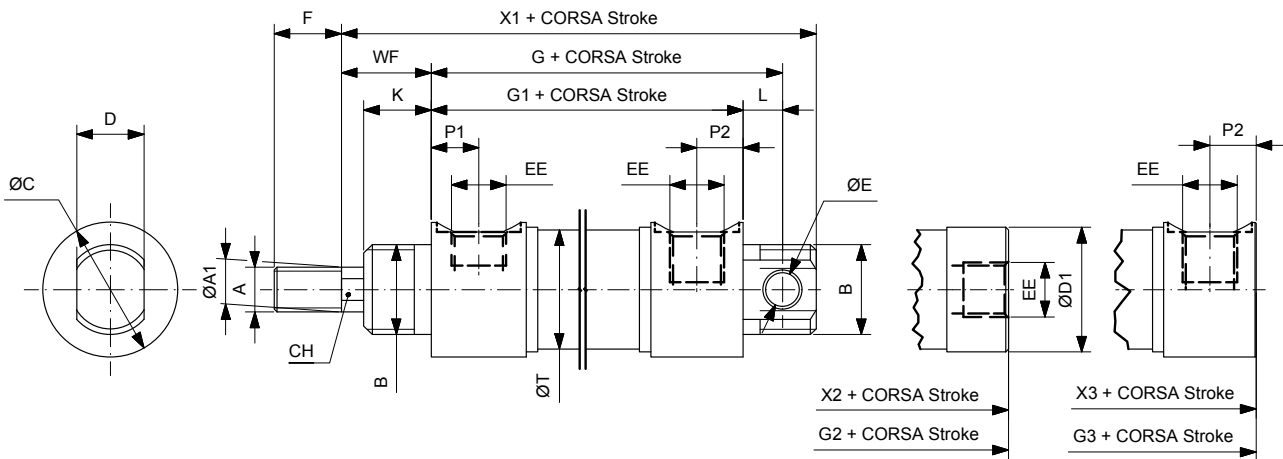 F
X1 + CORSA Stroke
WF
G + CORSA Stroke
K
G1 + CORSA Stroke
L
D
P1
P2
P2
EE
EE
ØE
EE
ØC
ØA1
A
B
EE
ØD1
CH
B
ØT
X2 + CORSA Stroke
X3 + CORSA Stroke
G2 + CORSA Stroke
G3 + CORSA Stroke